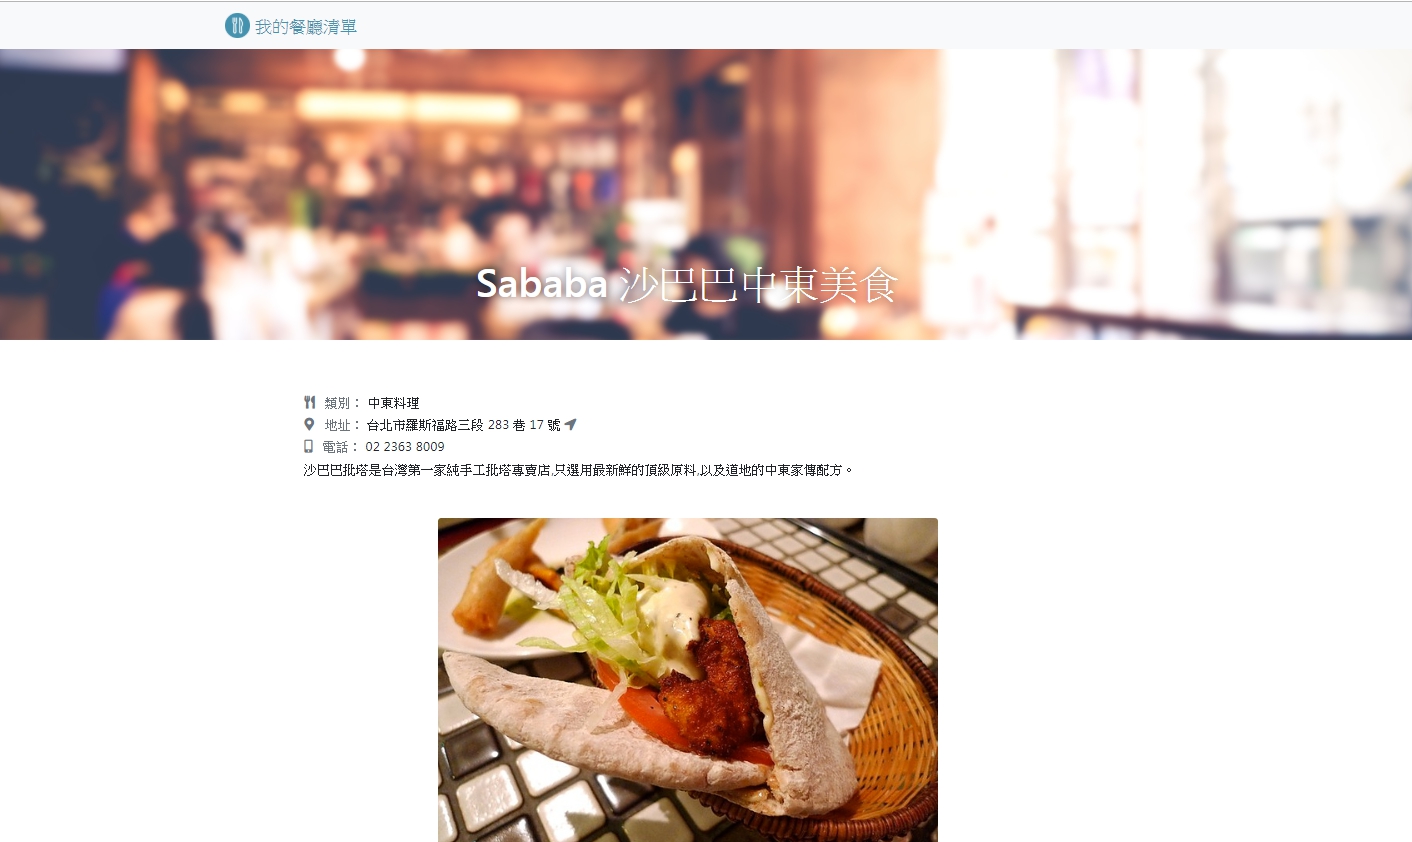 我的餐廳清單
Sababa 沙巴巴中東美食
類別： 中東料理
地址： 台北市羅斯福路三段 283 巷 17 號
電話： 02 2363 8009
沙巴巴批塔是台灣第一家純手工批塔專賣店,只選用最新鮮的頂級原料,以及道地的中東家傳配方。